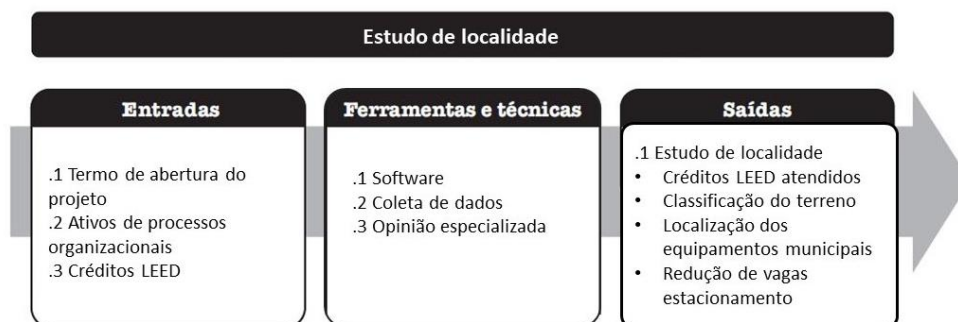 Estudo de localidade
Entradas
.1 Termo de abertura do
projeto
.2 Ativos de processos
organizacionais
.3 Créditos LEED
Ferramentas e técnicas
.1 Software
.2 Coleta de dados
.3 Opinião especializada
Saídas
.1 Estudo de localidade
• Créditos LEED atendidos
• Classificação do terreno
• Localização dos
equipamentos municipais
• Redução de vagas
estacionamento